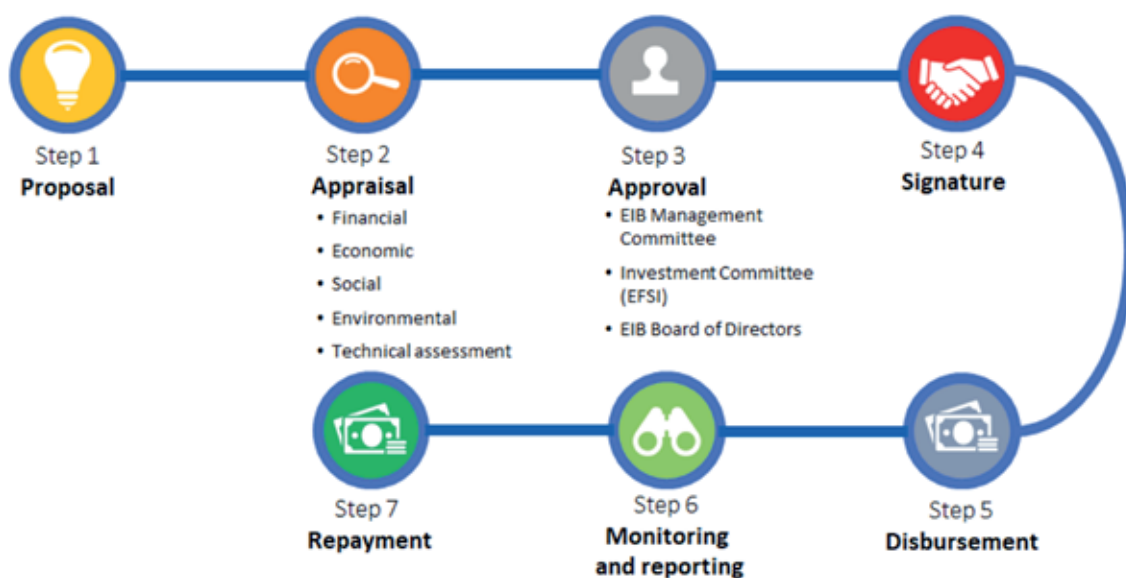 Step 1
Proposal
Step 2
Appraisal
• Financial
• Economic
• Social
• Environmental
• Technical assessment
Step 3
Approval
• EIB Management
Committee
• Investment Committee
(EFSI)
• EIB Board of Directors
Step 4
Signature
Step 5
Disbursement
Step 6
Monitoring
and reporting
Step 7
Repayment